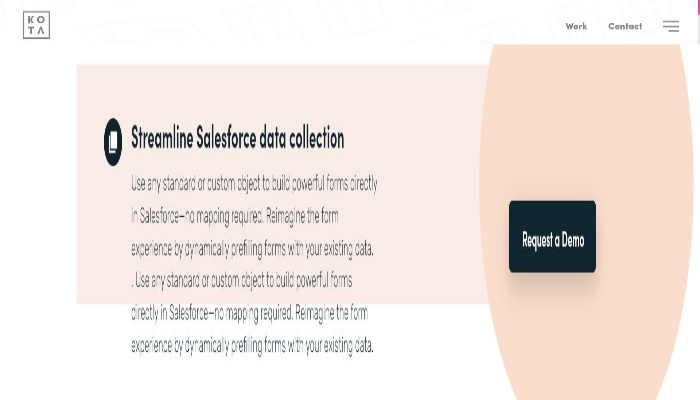 KO
TA
Work
Contact
Streamline Salesforce data collection
Use any standard or custom object to build powerful forms directly
in Salesforce—no mapping required. Reimagine the form
experience by dynamically prefilling forms with your existing data.
. Use any standard or custom object to build powerful forms
directly in Salesforce—no mapping required. Reimagine the form
experience by dynamically prefilling forms with your existing data.
Request a Demo